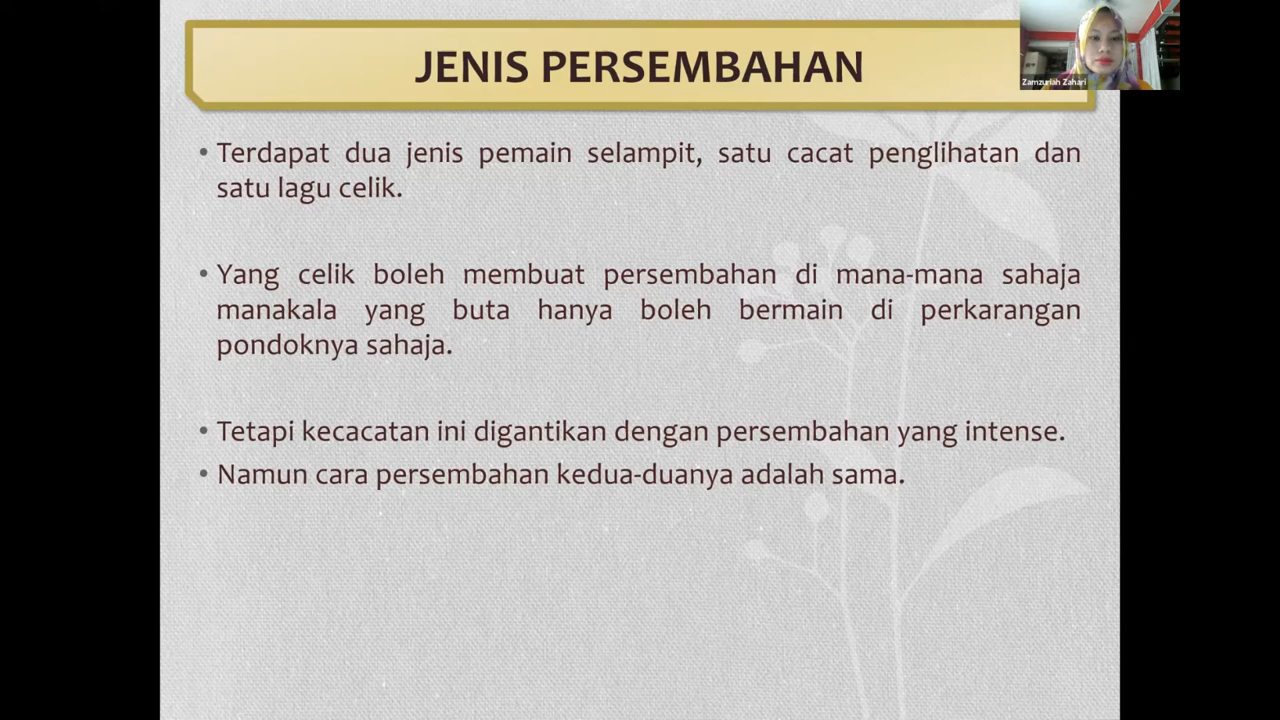 JENIS PERSEMBAHAN
Zamzuriah Zahari
• Terdapat dua jenis pemain selampit, satu cacat penglihatan dan
satu lagu celik.
• Yang celik boleh membuat persembahan di mana-mana sahaja
manakala yang buta hanya boleh bermain di perkarangan
pondoknya sahaja.
• Tetapi kecacatan ini digantikan dengan persembahan yang intense.
• Namun cara persembahan kedua-duanya adalah sama.